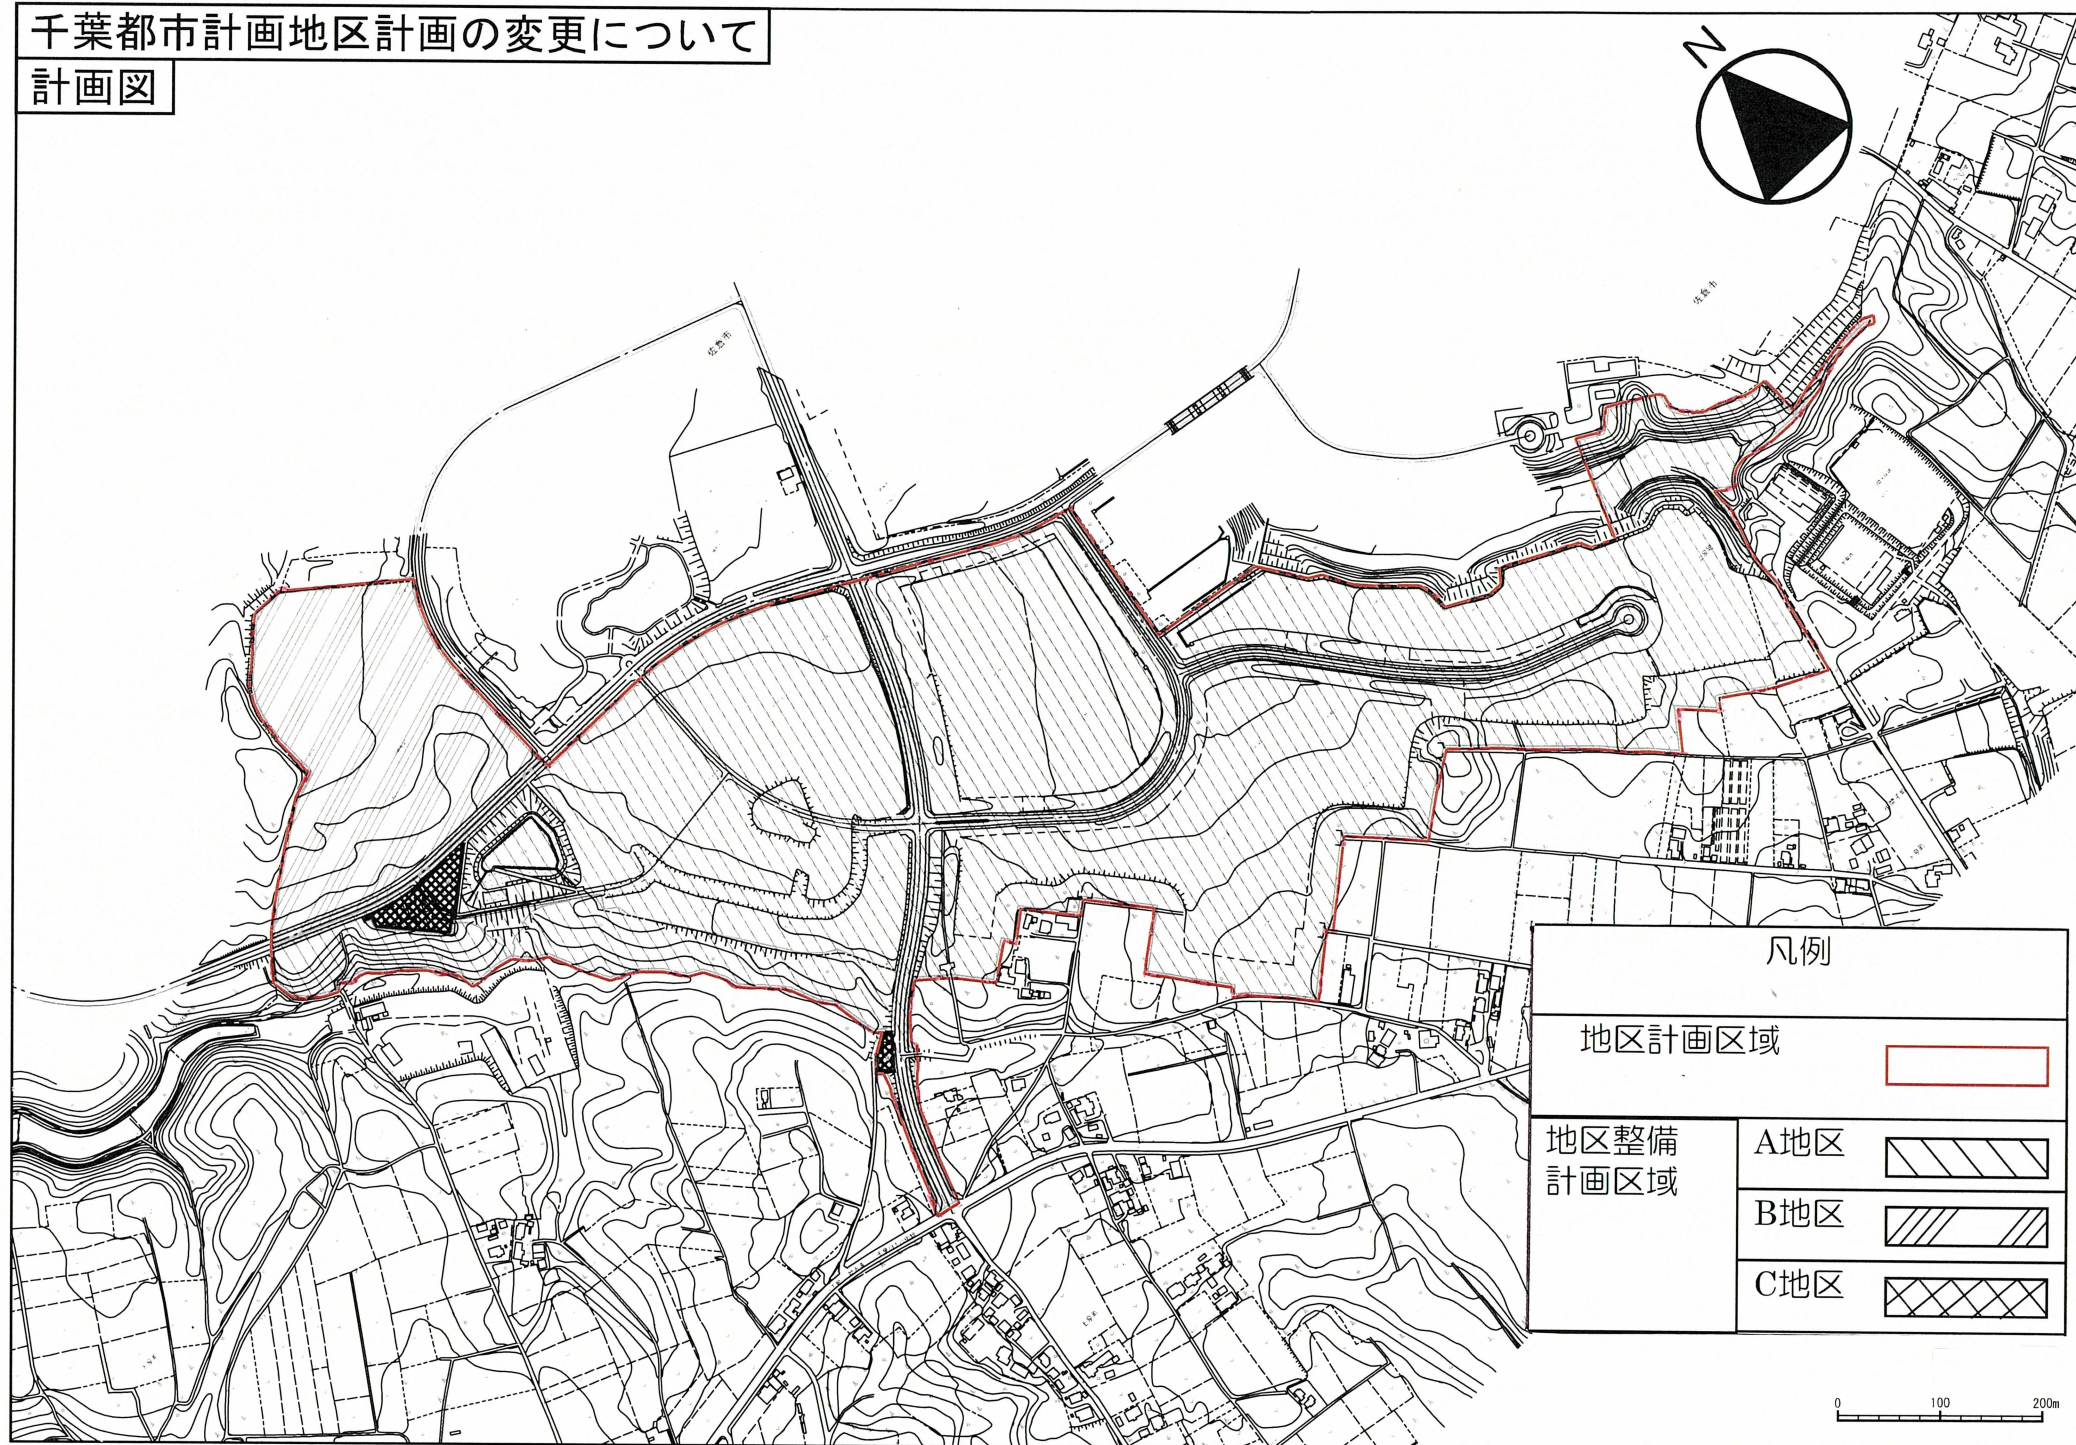 千葉都市計画地区計画の変更について
計画図
N
佐倉市
佐倉市
凡例
地区計画区域
地区整備
計画区域
A地区
B地区
C地区
0 100 200m